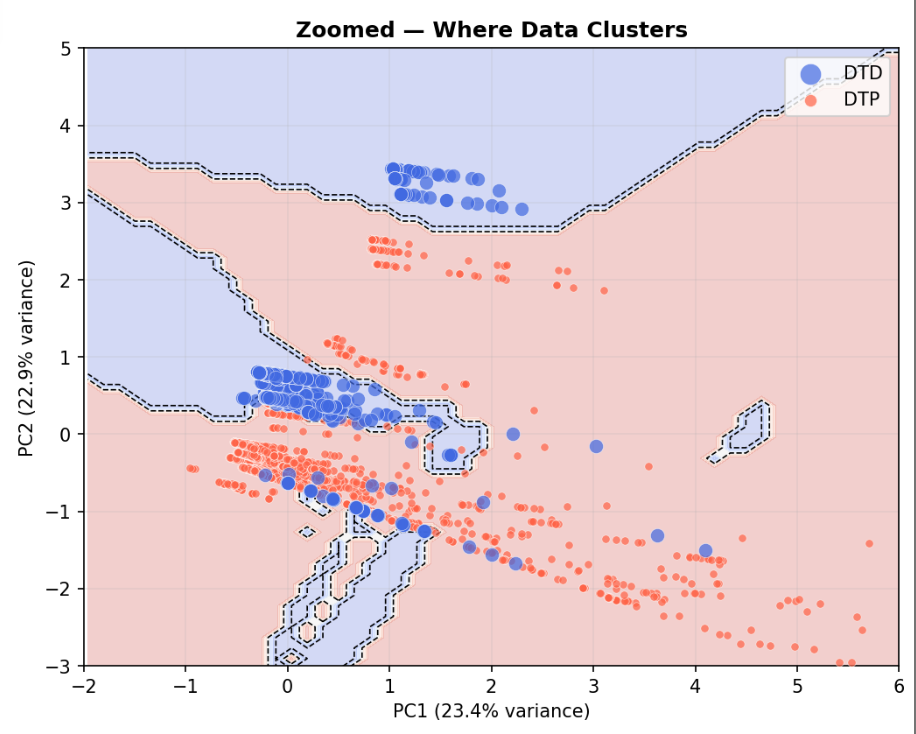 Zoomed — Where Data Clusters
DTD
DTP
5
4
3
2
1
0
−1
−2
−3
PC2 (22.9% variance)
−2 −1 0 1 2 3 4 5 6
PC1 (23.4% variance)